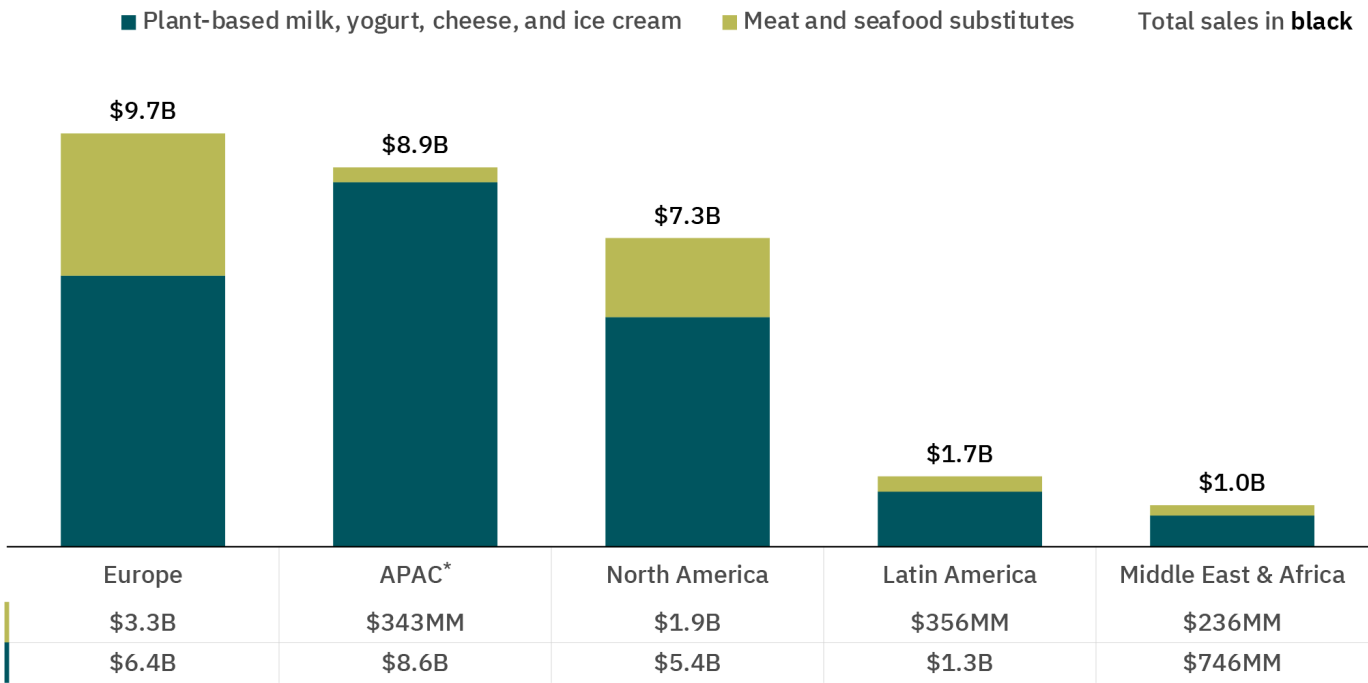 Plant-based milk, yogurt, cheese, and ice cream Meat and seafood substitutes Total sales in black
$9.7B
$8.9B
$7.3B
$1.7B
$1.0B
Europe APAC* North America Latin America Middle East & Africa
$3.3B $343MM $1.9B $356MM $236MM
$6.4B $8.6B $5.4B $1.3B $746MM